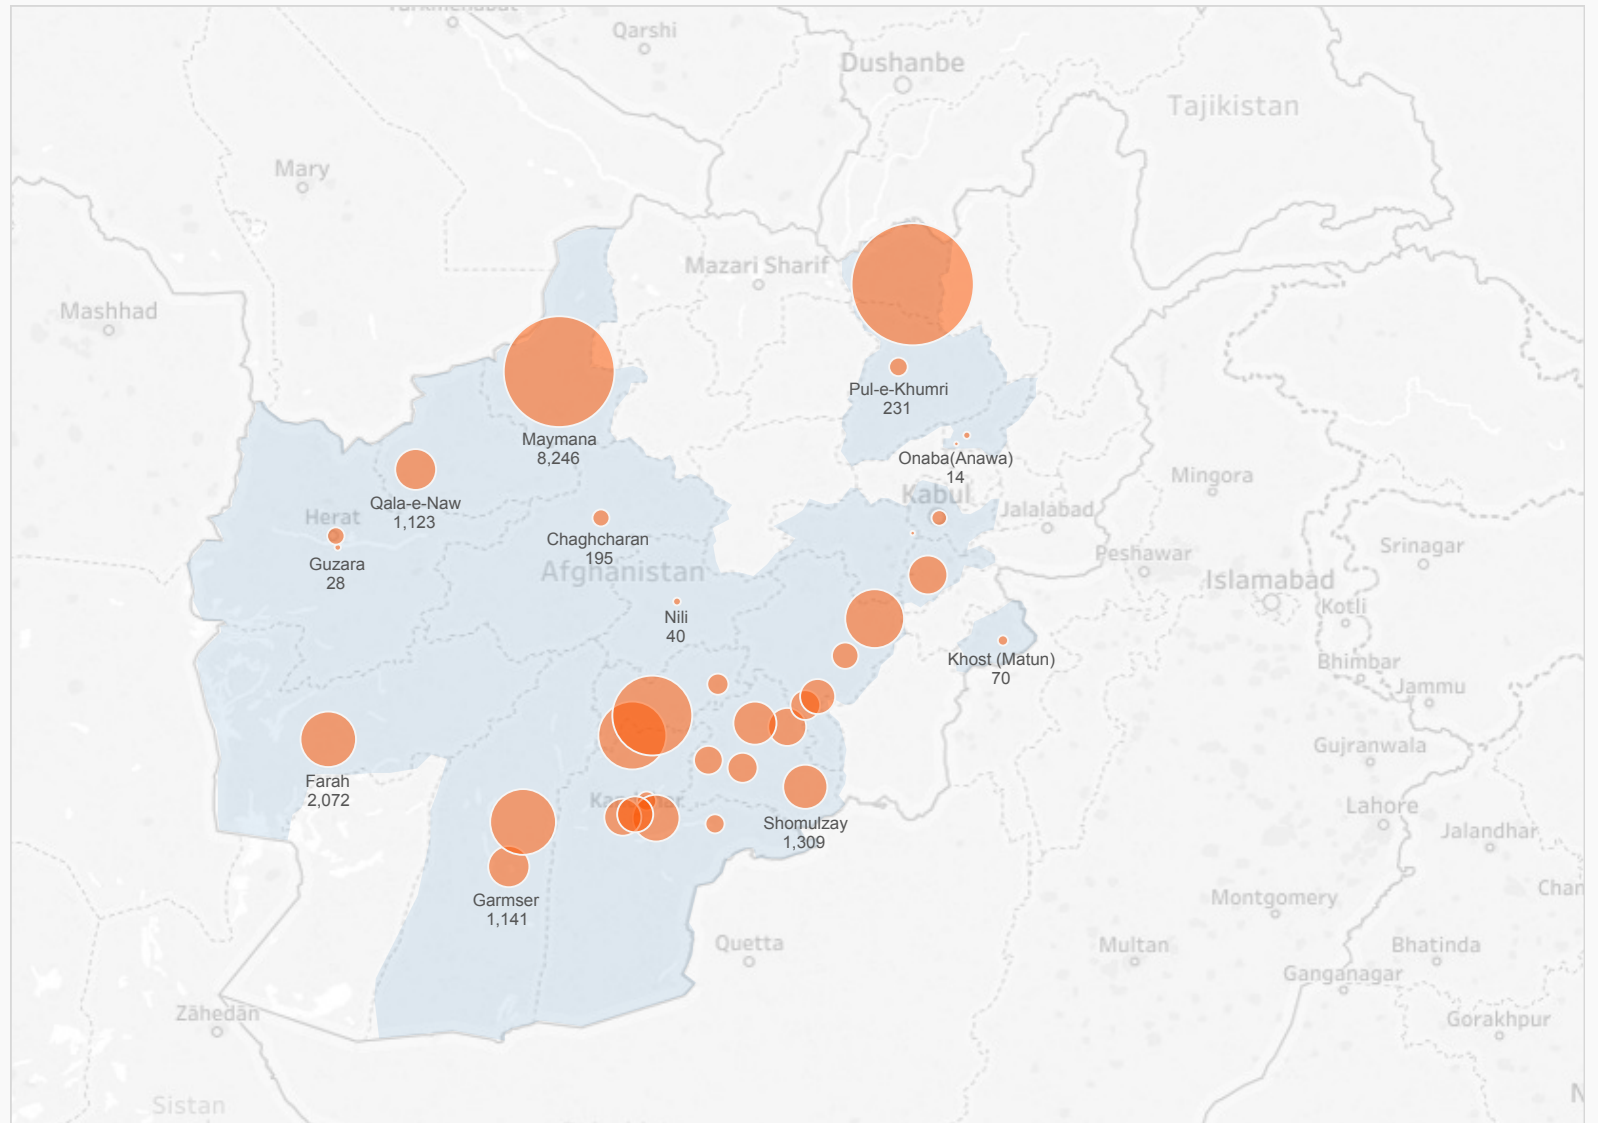 Qarshi
Dushanbe
Tajikistan
Mary
Mazari Sharif
Mashhad
Pul-e-Khumri
231
Maymana
8,246
Onaba(Anawa)
14
Mingora
Qala-e-Naw
1,123
Kabul
Jalalabad
Herat
Chaghcharan
195
Srinagar
Peshawar
Guzara
28
Afghanistan
Islamabad
Kotli
Nili
40
Khost (Matun)
70
Bhimbar
Jammu
Gujranwala
Farah
2,072
Lahore
Shomulzay
1,309
Jalandhar
Garmser
1,141
Montgomery
Quetta
Multan
Bhatinda
Ganganagar
Zāhedān
Gorakhpur
Sistan